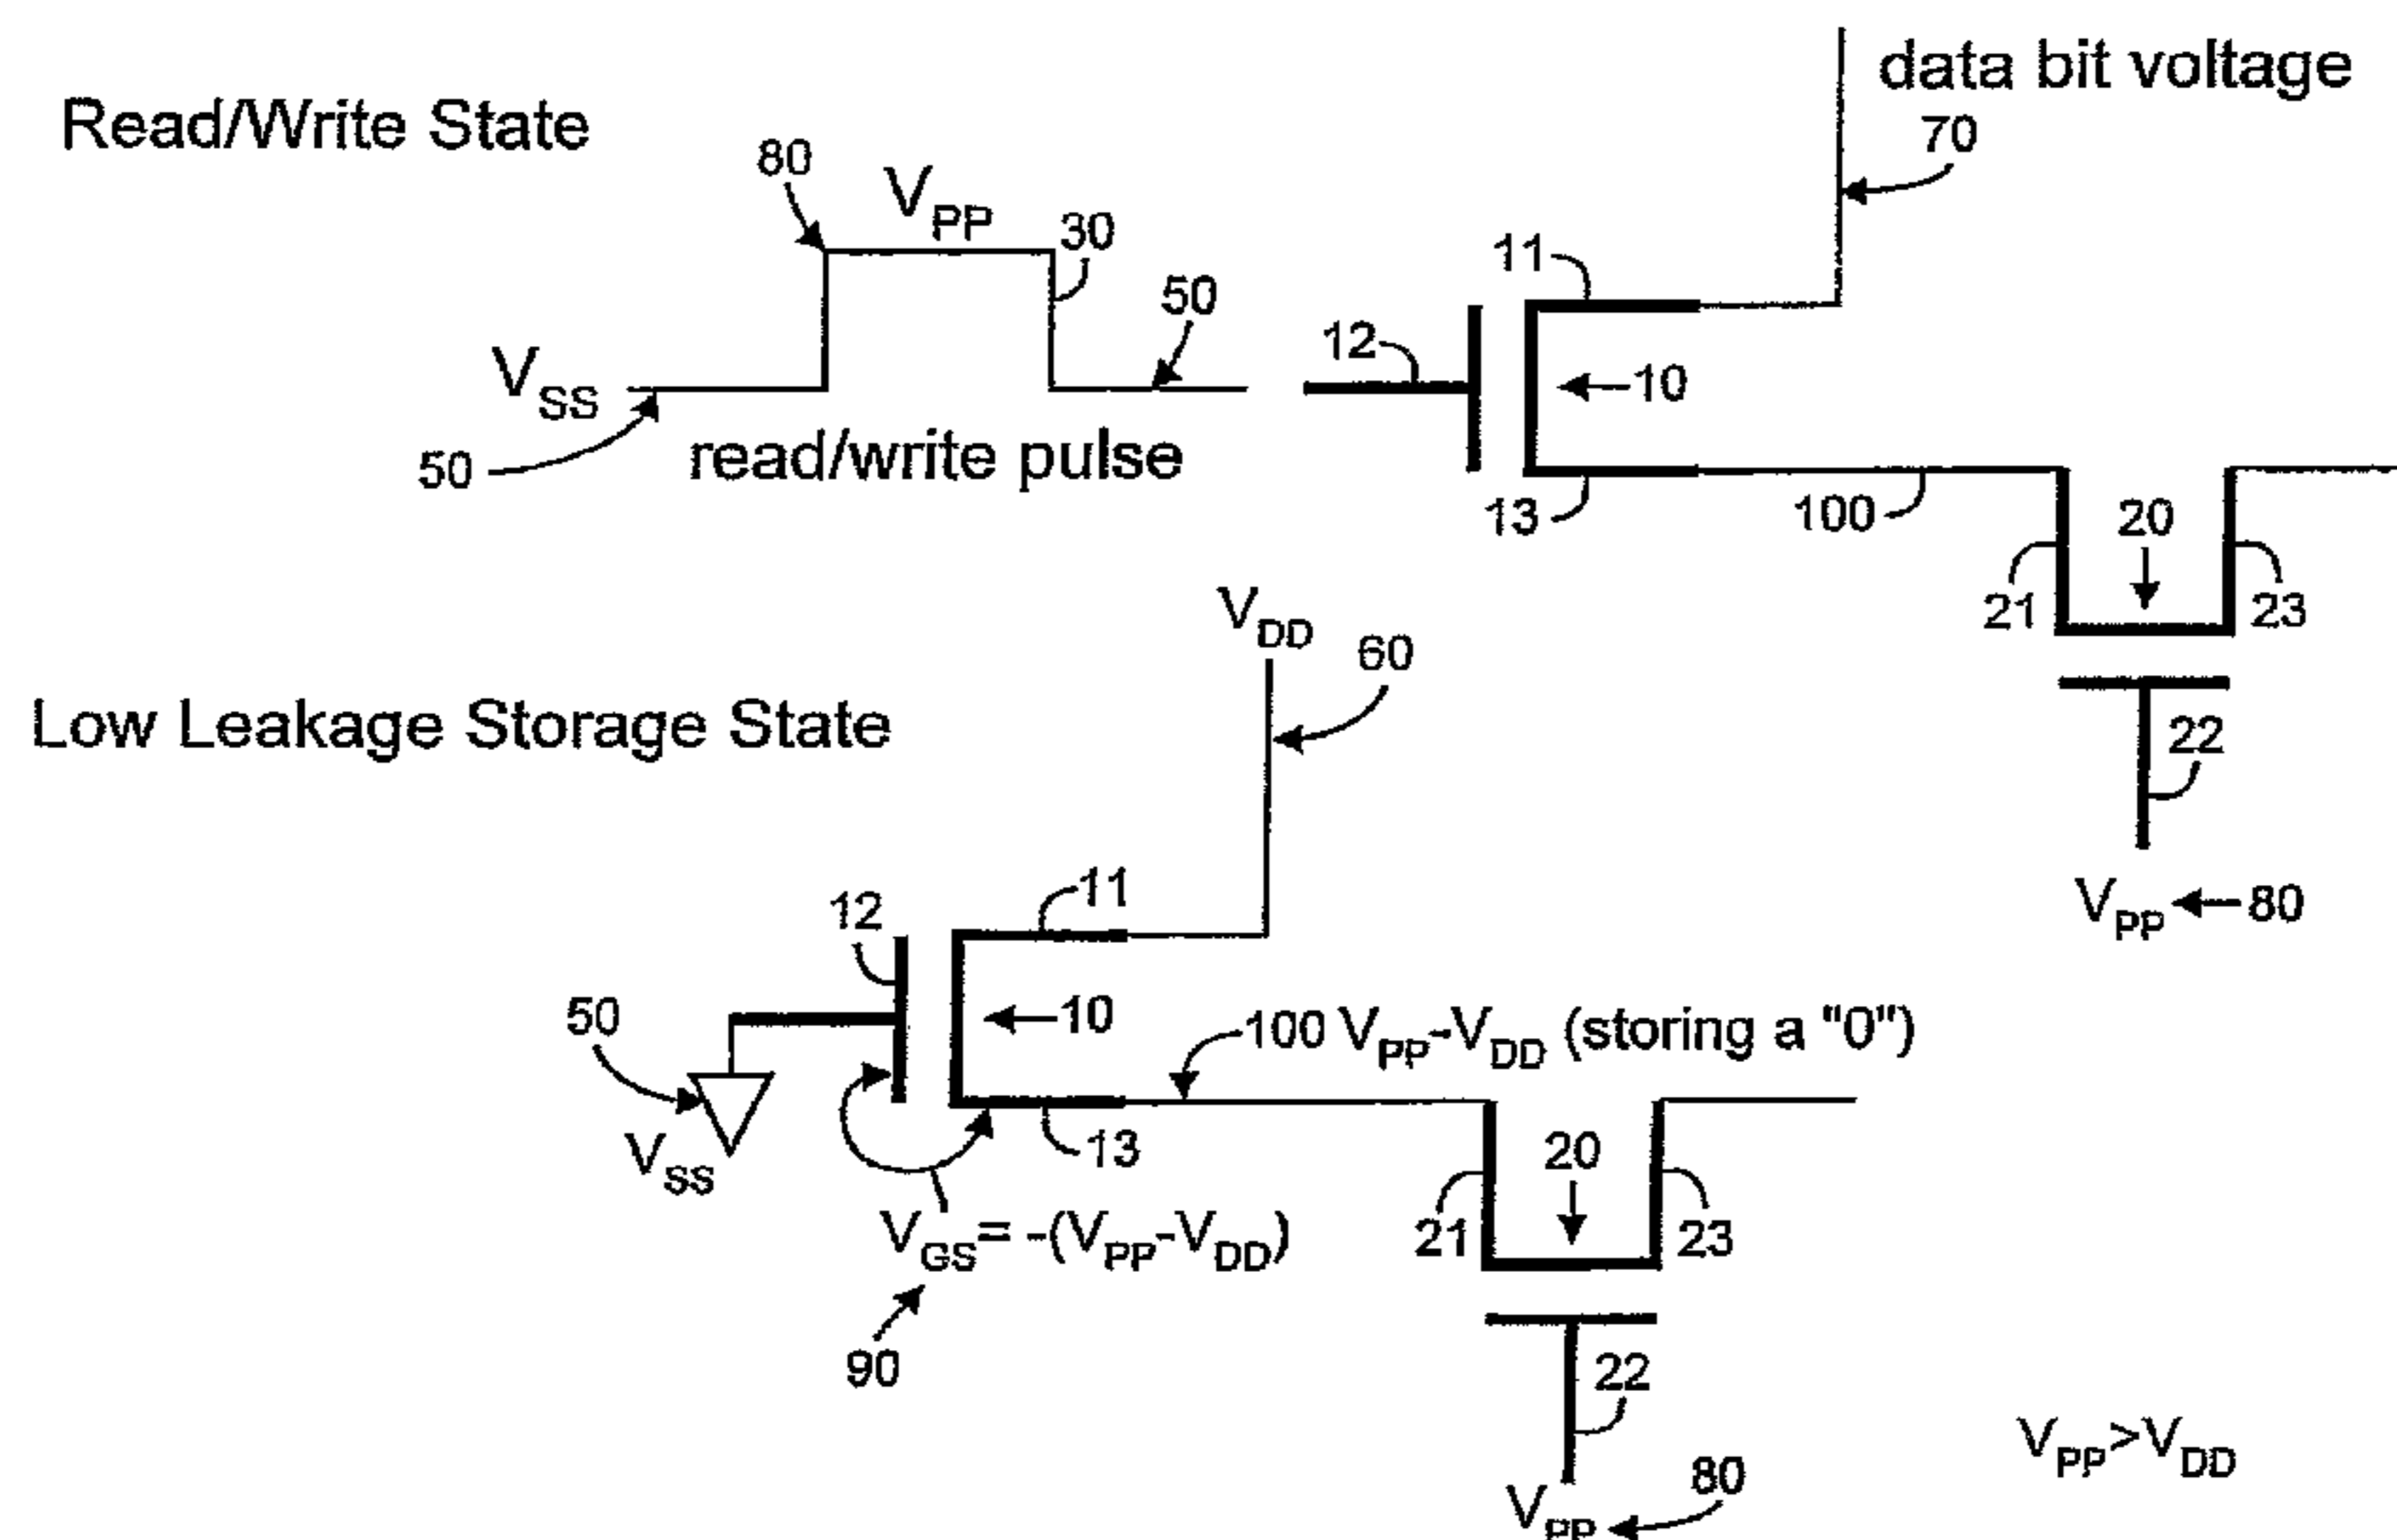 data bit voltage
70
Read/Write State
80
V_PP
30
11
50
12
V_SS
10
50
read/write pulse
13
100
20
21
23
V_DD
60
Low Leakage Storage State
22
V_PP
80
12
11
50
10
100 V_PP-V_DD (storing a "0")
V_SS
13
20
V_GS= -(V_PP-V_DD)
21
23
90
22
V_PP>V_DD
80
V_PP